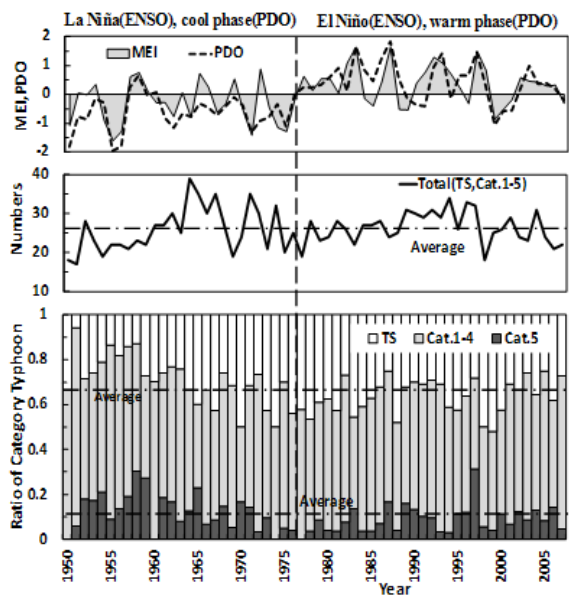 La Niña(ENSO), cool phase(PDO) El Niño(ENSO), warm phase(PDO)
MEI PDO
MEI,PDO
2
1
0
-1
-2
Total(TS,Cat.1-5)
Average
Numbers
40
30
20
10
TS Cat.1-4
Cat.5
Average
Average
Ratio of Category Typhoon
1
0.8
0.6
0.4
0.2
0
1950 1955 1960 1965 1970 1975 1980 1985 1990 1995 2000 2005
Year